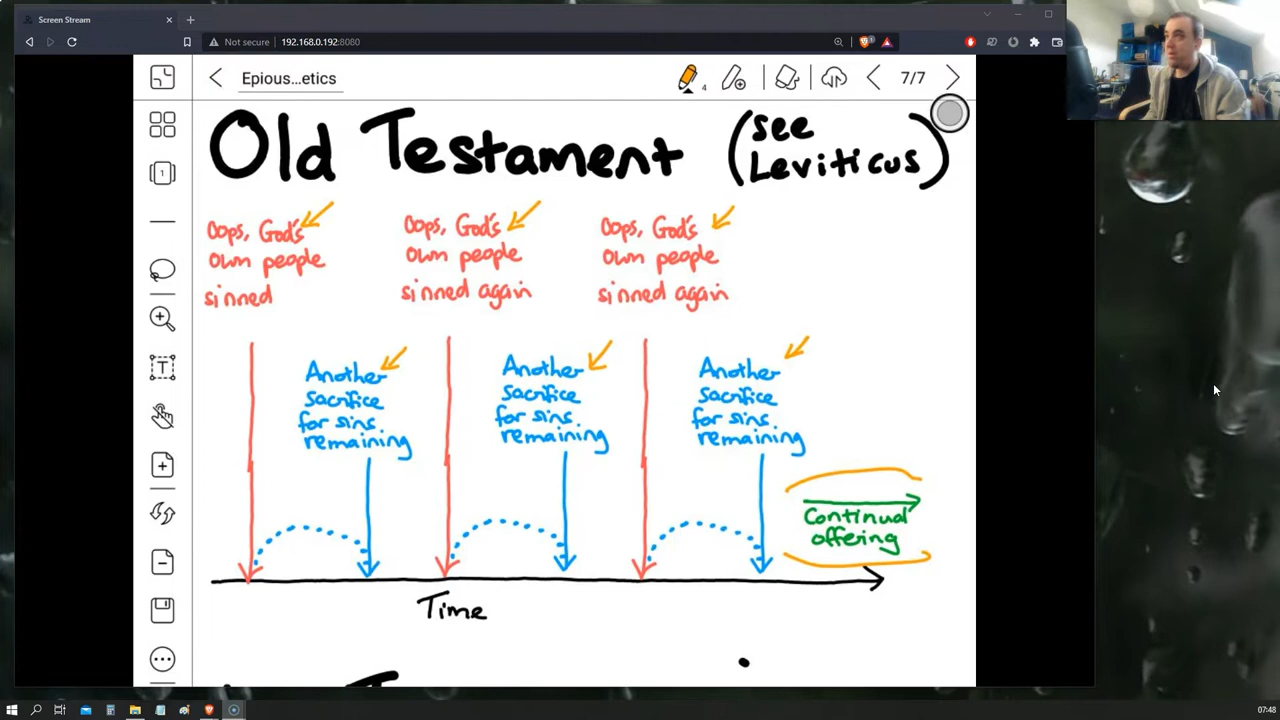 Screen Stream
Not secure
192.168.0.192:8080
Epious...etics
4
7/7
Old Testament
(see
Leviticus)
1
Oops, God's
own people
sinned
Oops, God's
own people
sinned again
Oops, God's
own people
sinned again
Another
sacrifice
for sins
remaining
Another
sacrifice
for sins
remaining
Another
sacrifice
for sins
remaining
Continual
offering
Time
07:48